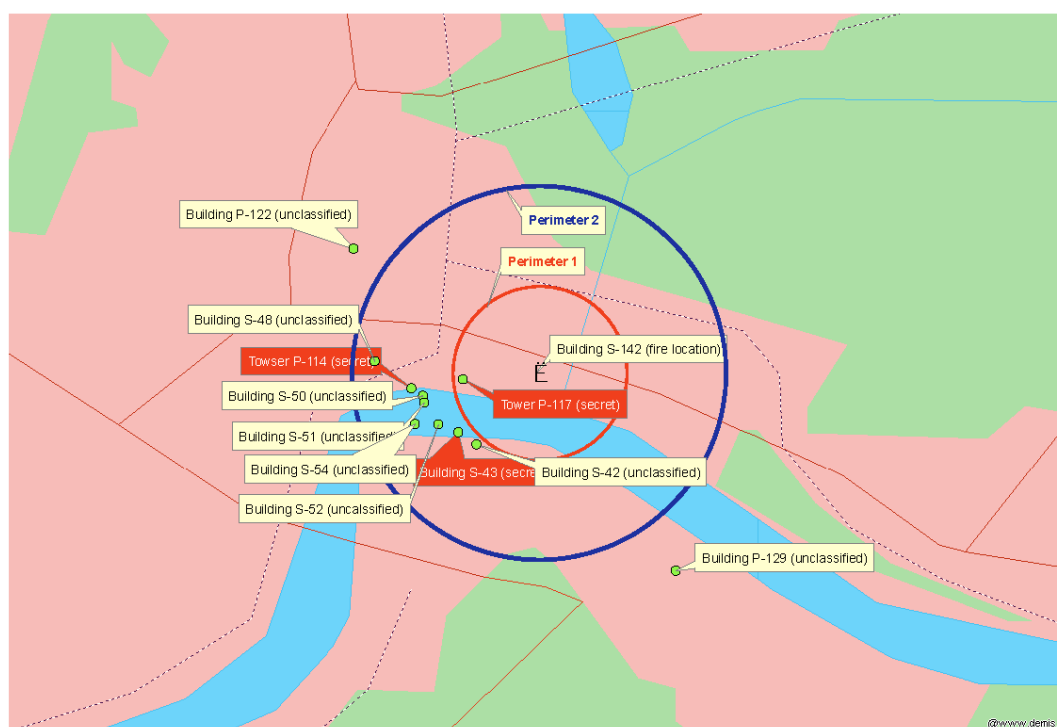 Building P-122 (unclassified)
Perimeter 2
Perimeter 1
Building S-48 (unclassified)
Building S-142 (fire location)
Towser P-114 (secret)
Building S-50 (unclassified)
Tower P-117 (secret)
Building S-51 (unclassified)
Building S-54 (unclassified)
Building S-43 (secre
Building S-42 (unclassified)
Building S-52 (uncalssified)
Building P-129 (unclassified)
Ë
@www.demis